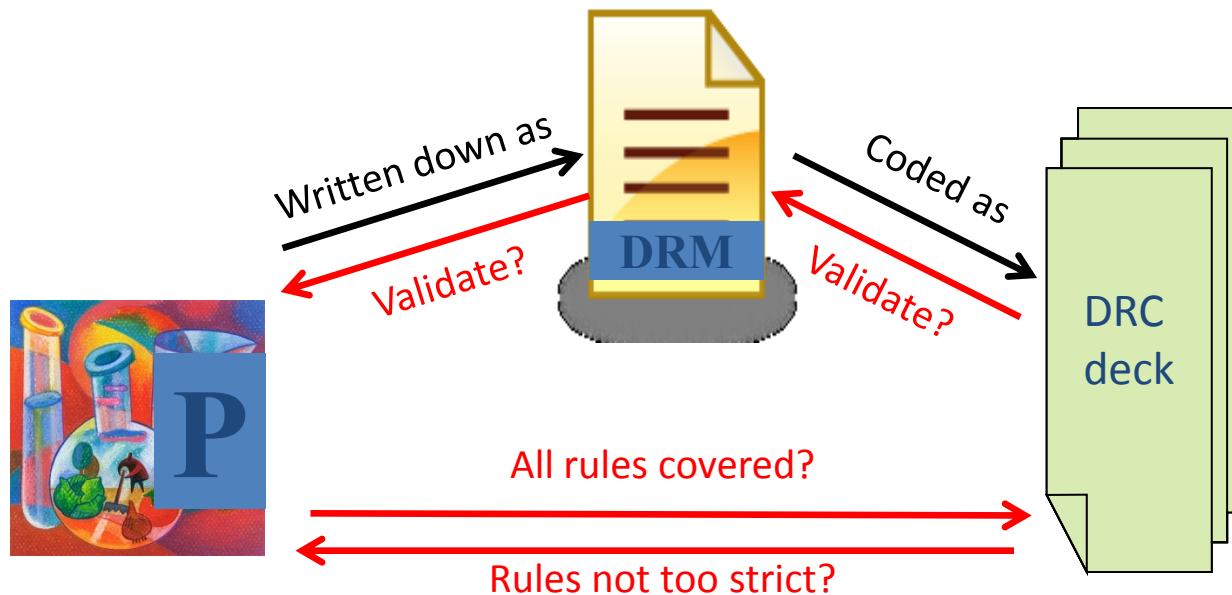 Written down as
Validate?
DRM
Coded as
Validate?
DRC
deck
P
All rules covered?
Rules not too strict?